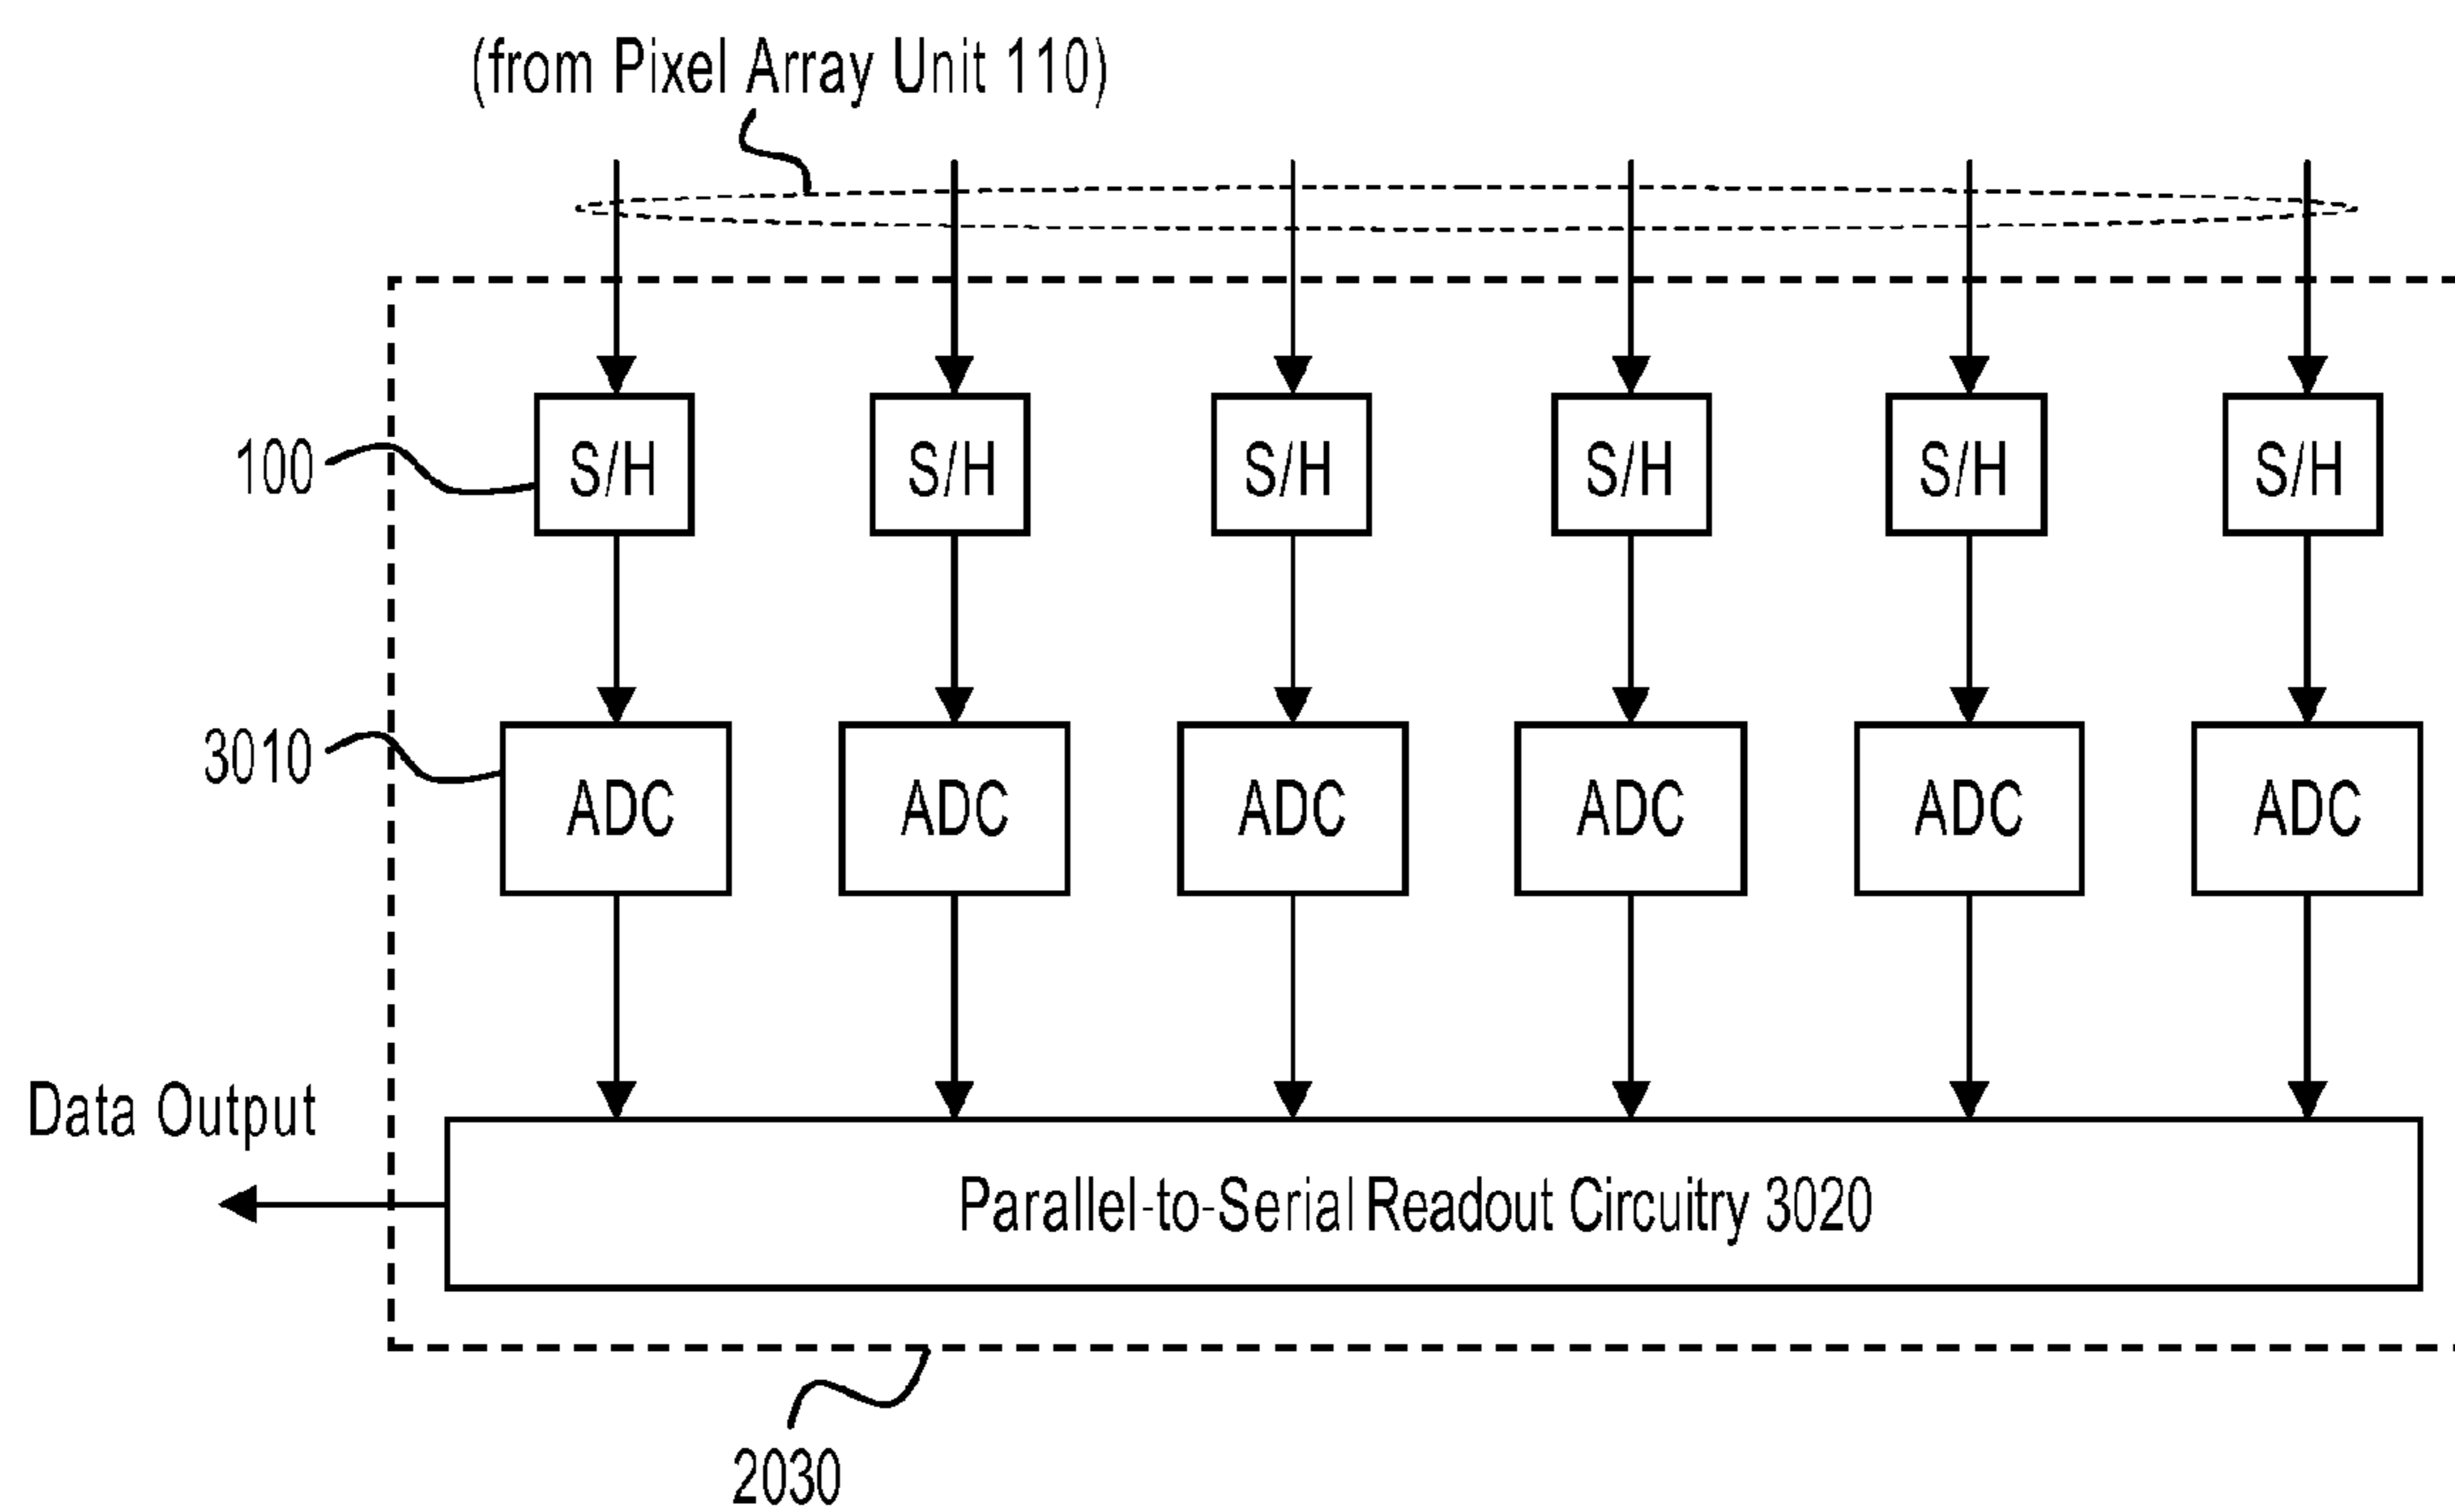 (from Pixel Array Unit 110)
100
S/H
S/H
S/H
S/H
S/H
S/H
3010
ADC
ADC
ADC
ADC
ADC
ADC
Data Output
Parallel-to-Serial Readout Circuitry 3020
2030